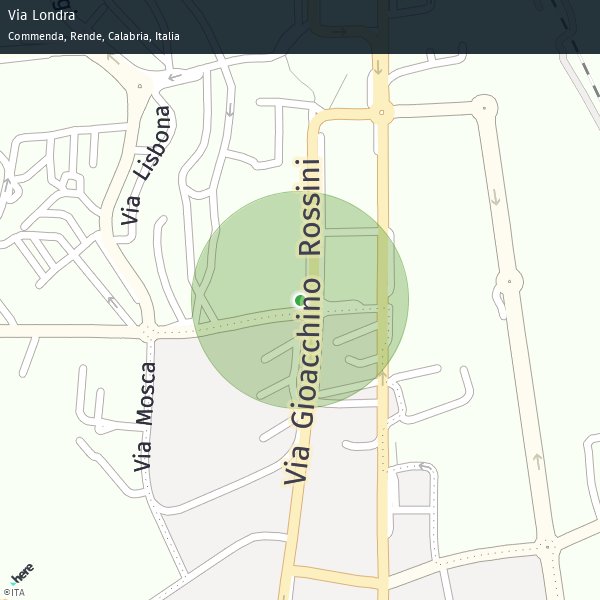 Via Londra
Commenda, Rende, Calabria, Italia
Via Lisbona
Via Gioacchino Rossini
Via Mosca
here
©ITA